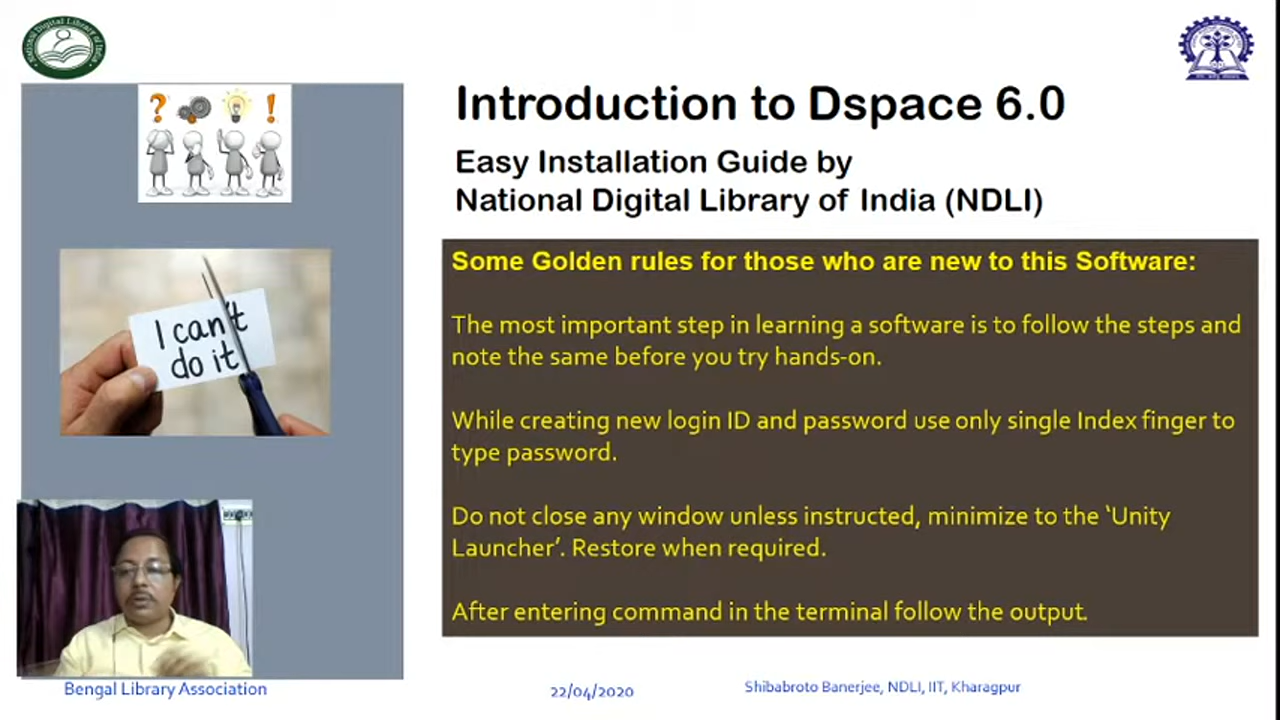 National Digital Library of India
Introduction to Dspace 6.0
Easy Installation Guide by
National Digital Library of India (NDLI)
I can't
do it
Some Golden rules for those who are new to this Software:
The most important step in learning a software is to follow the steps and
note the same before you try hands-on.
While creating new login ID and password use only single Index finger to
type password.
Do not close any window unless instructed, minimize to the ‘Unity
Launcher’. Restore when required.
After entering command in the terminal follow the output.
Bengal Library Association
22/04/2020
Shibabroto Banerjee, NDLI, IIT, Kharagpur